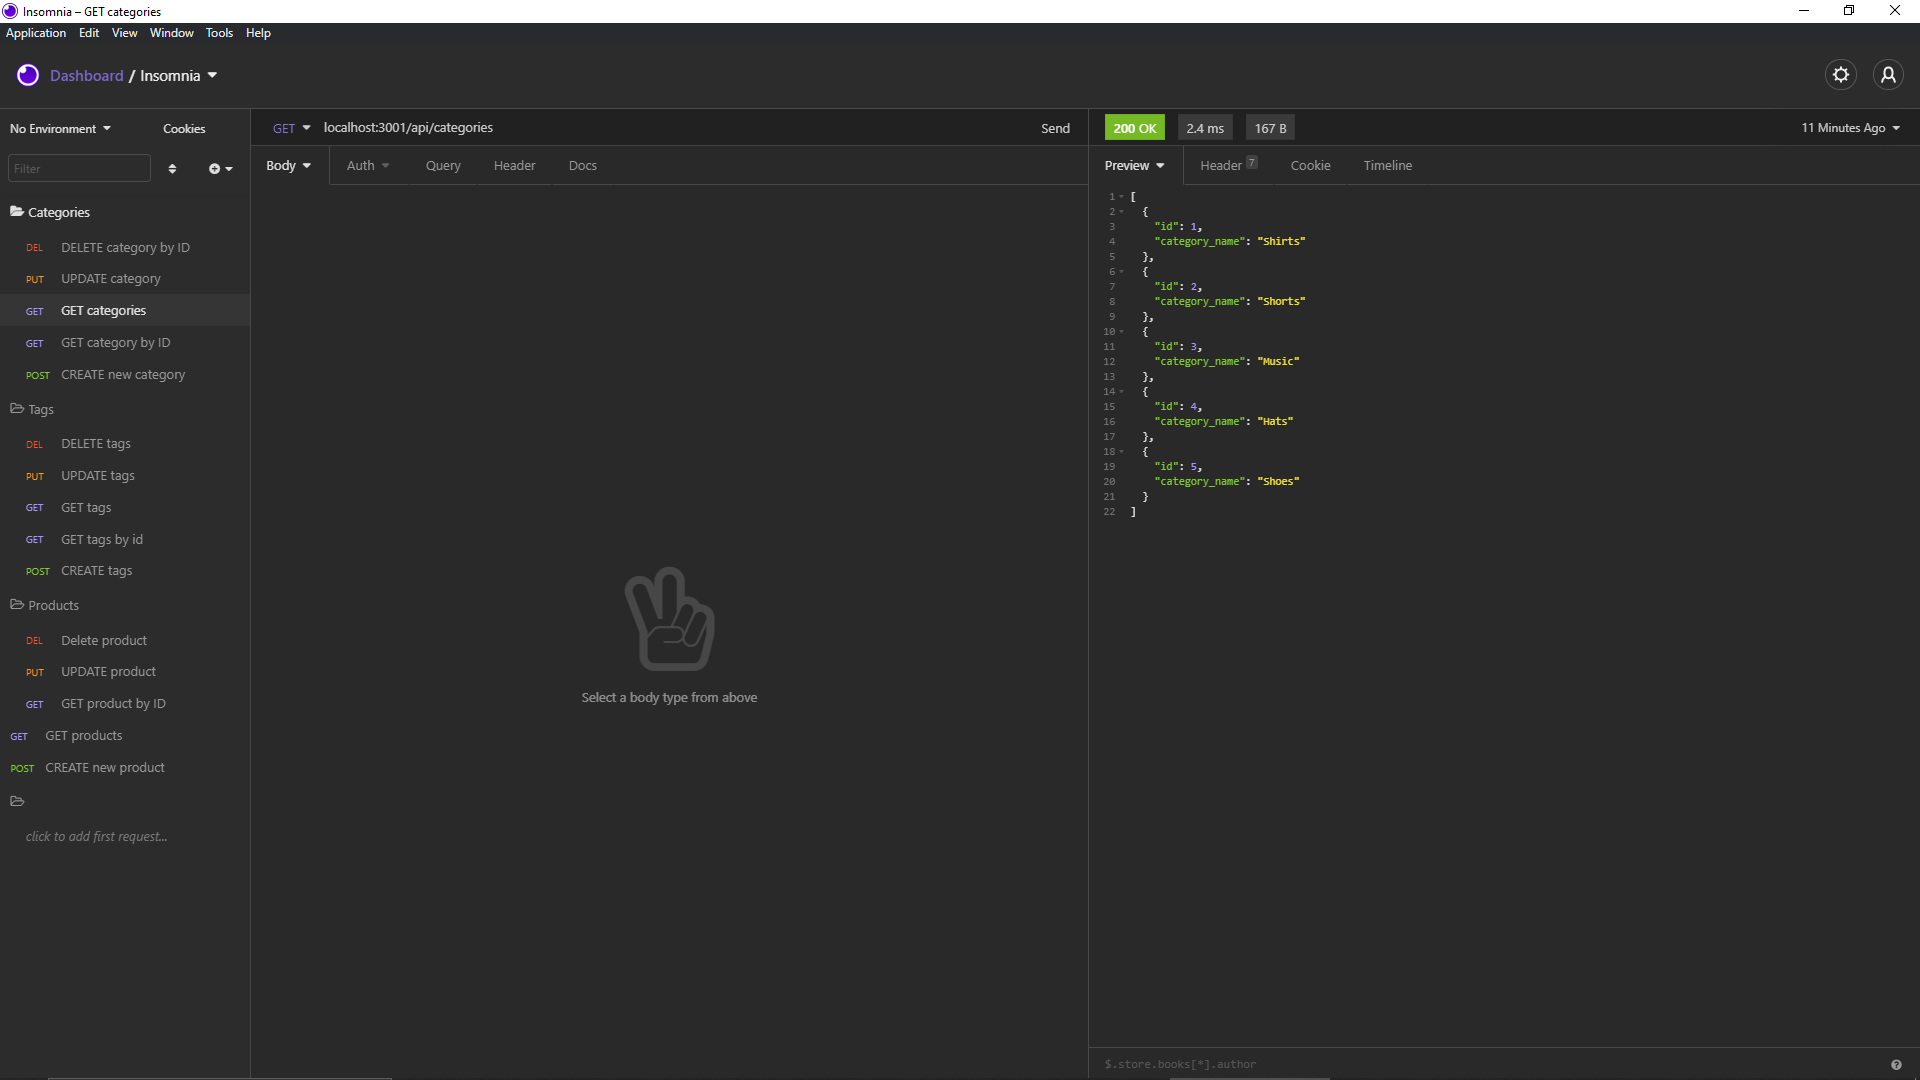 Insomnia – GET categories
Application Edit View Window Tools Help
Dashboard / Insomnia
No Environment Cookies
Filter
Categories
DEL DELETE category by ID
PUT UPDATE category
GET GET categories
GET GET category by ID
POST CREATE new category
Tags
DEL DELETE tags
PUT UPDATE tags
GET GET tags
GET GET tags by id
POST CREATE tags
Products
DEL Delete product
PUT UPDATE product
GET GET product by ID
GET GET products
POST CREATE new product
click to add first request...
GET localhost:3001/api/categories Send
Body Auth Query Header Docs
Select a body type from above
200 OK 2.4 ms 167 B 11 Minutes Ago
Preview Header 7 Cookie Timeline
1 [
2 {
3 "id": 1,
4 "category_name": "Shirts"
5 },
6 {
7 "id": 2,
8 "category_name": "Shorts"
9 },
10 {
11 "id": 3,
12 "category_name": "Music"
13 },
14 {
15 "id": 4,
16 "category_name": "Hats"
17 },
18 {
19 "id": 5,
20 "category_name": "Shoes"
21 }
22 ]
$.store.books[*].author